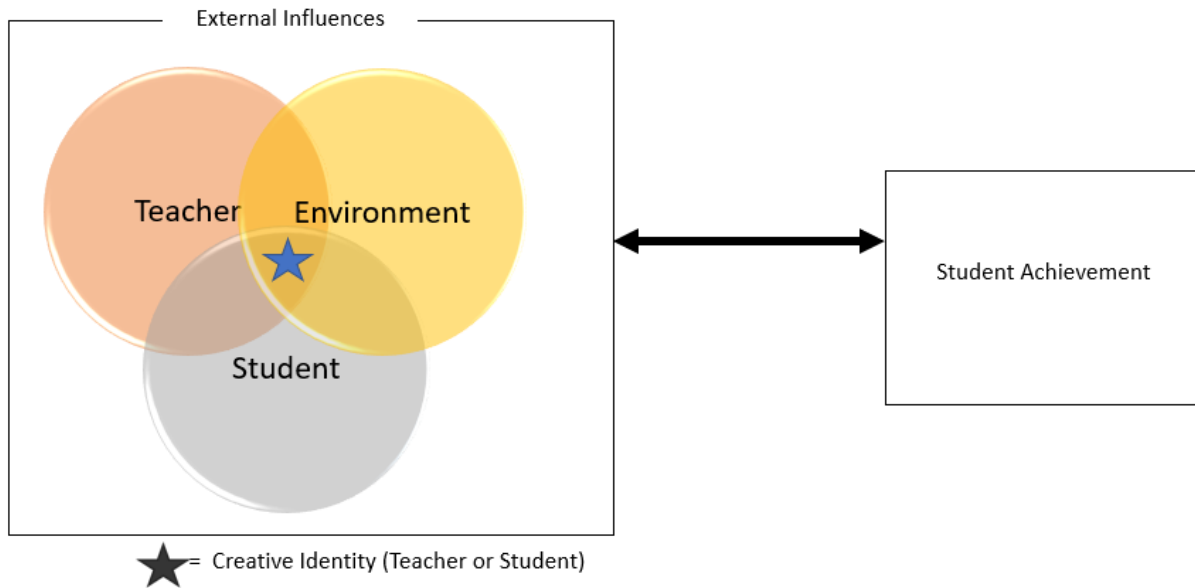 External Influences
Teacher
Environment
Student
Student Achievement
= Creative Identity (Teacher or Student)